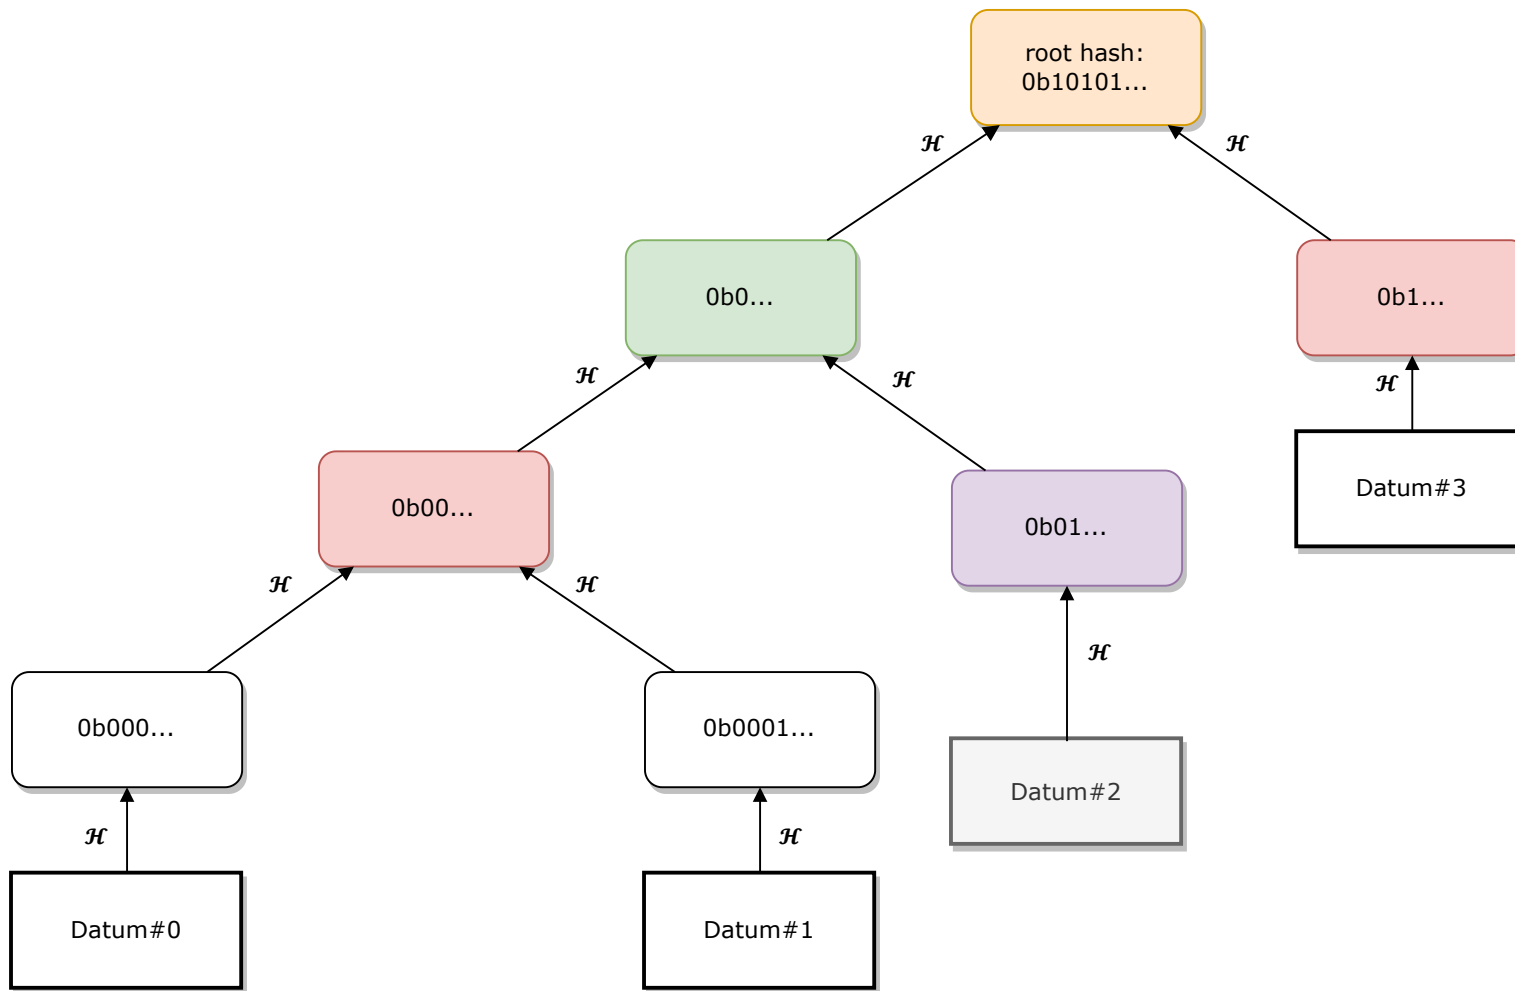 root hash:
0b10101...
ℋ
ℋ
0b0...
0b1...
ℋ
ℋ
ℋ
0b00...
0b01...
Datum#3
ℋ
ℋ
ℋ
0b000...
0b0001...
Datum#2
ℋ
ℋ
Datum#0
Datum#1